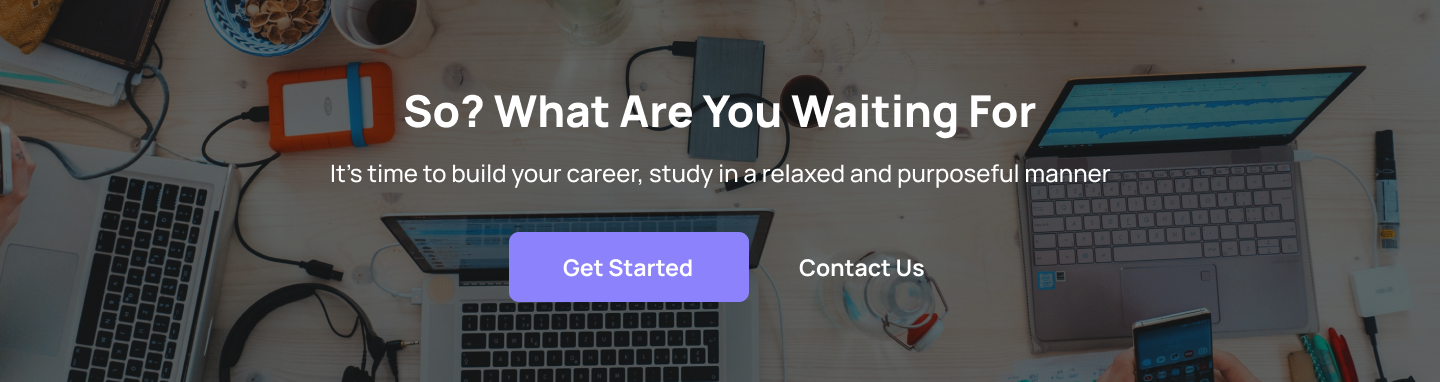 So? What Are You Waiting For
It's time to build your career, study in a relaxed and purposeful manner
Get Started
Contact Us